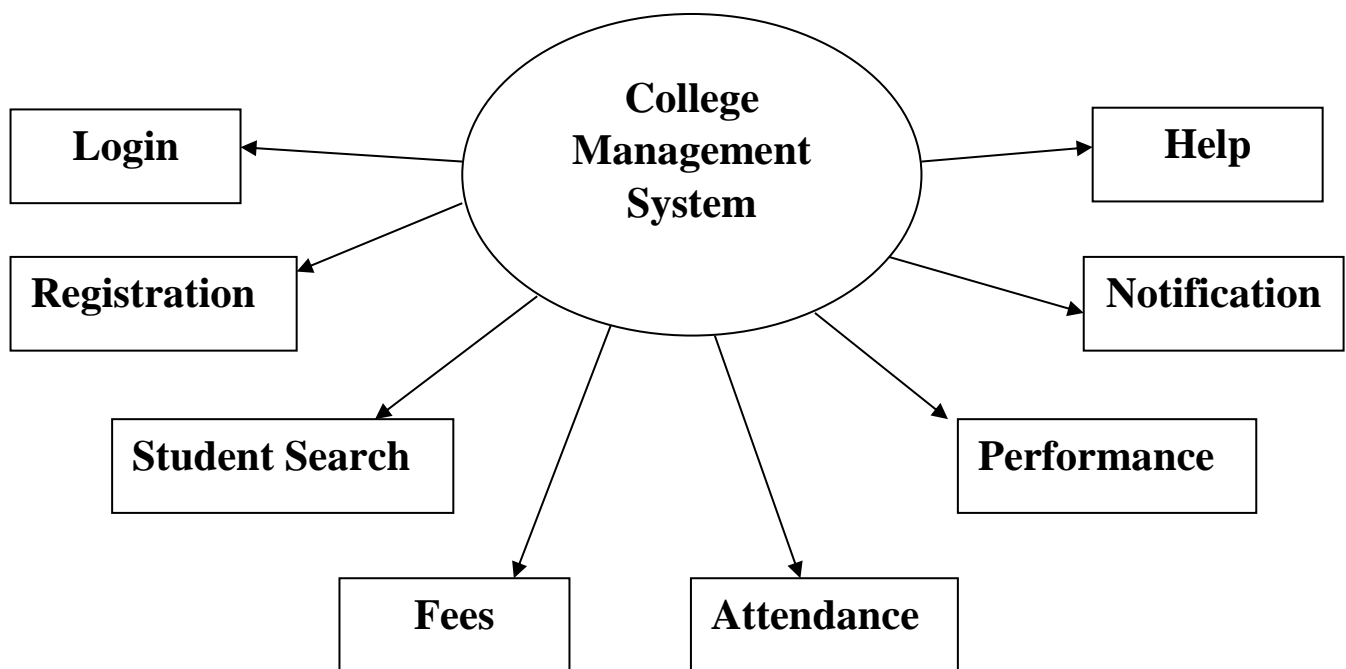 College
Management
System
Login
Help
Registration
Notification
Student Search
Performance
Fees
Attendance